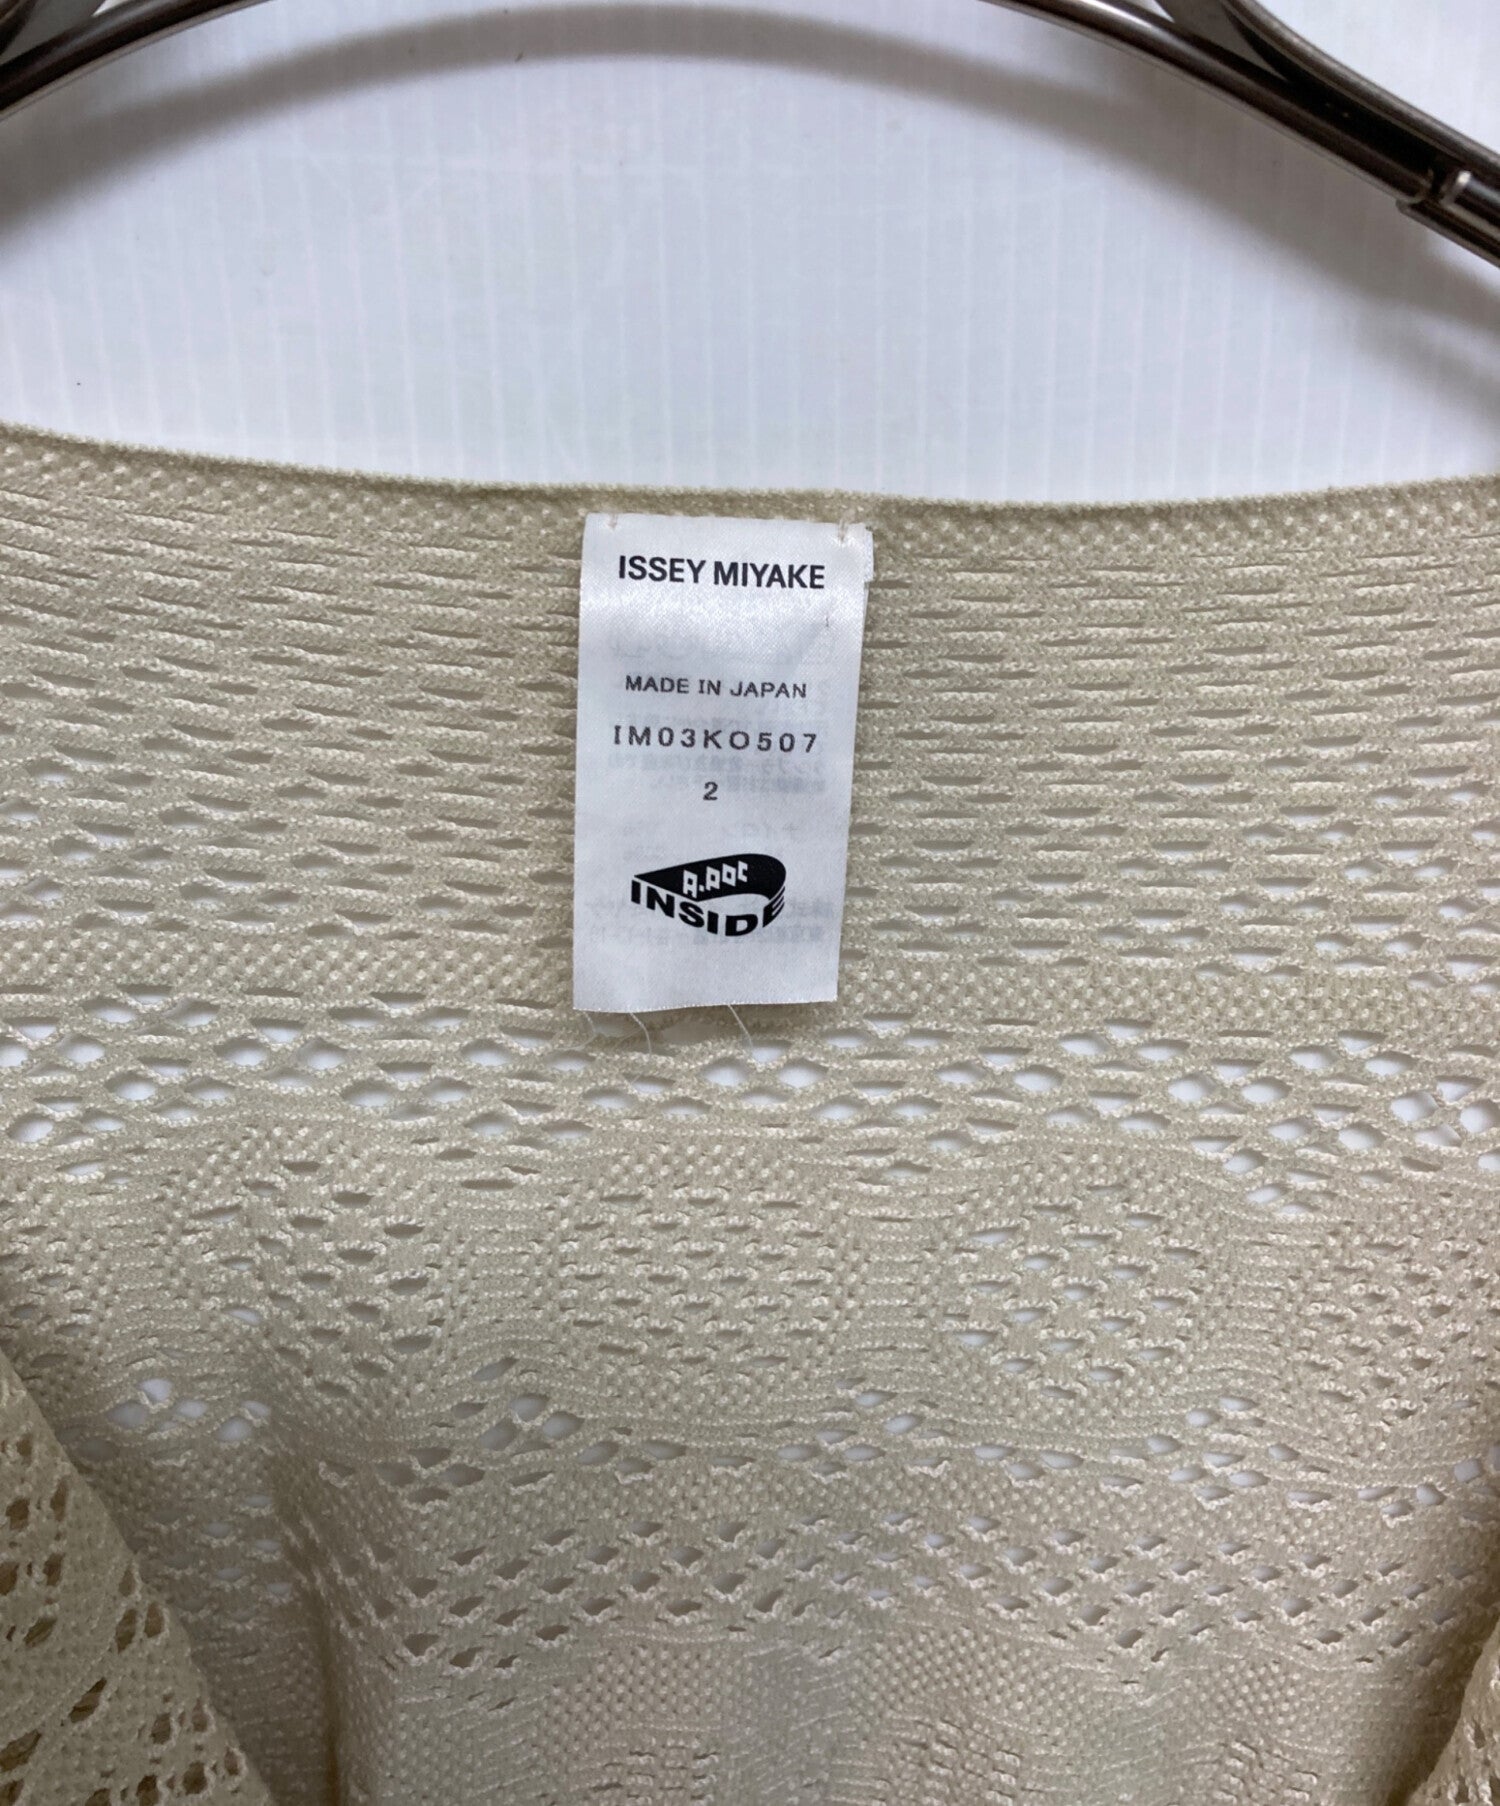 ISSEY MIYAKE
MADE IN JAPAN
IM03KO507
2
A.POC
INSIDE